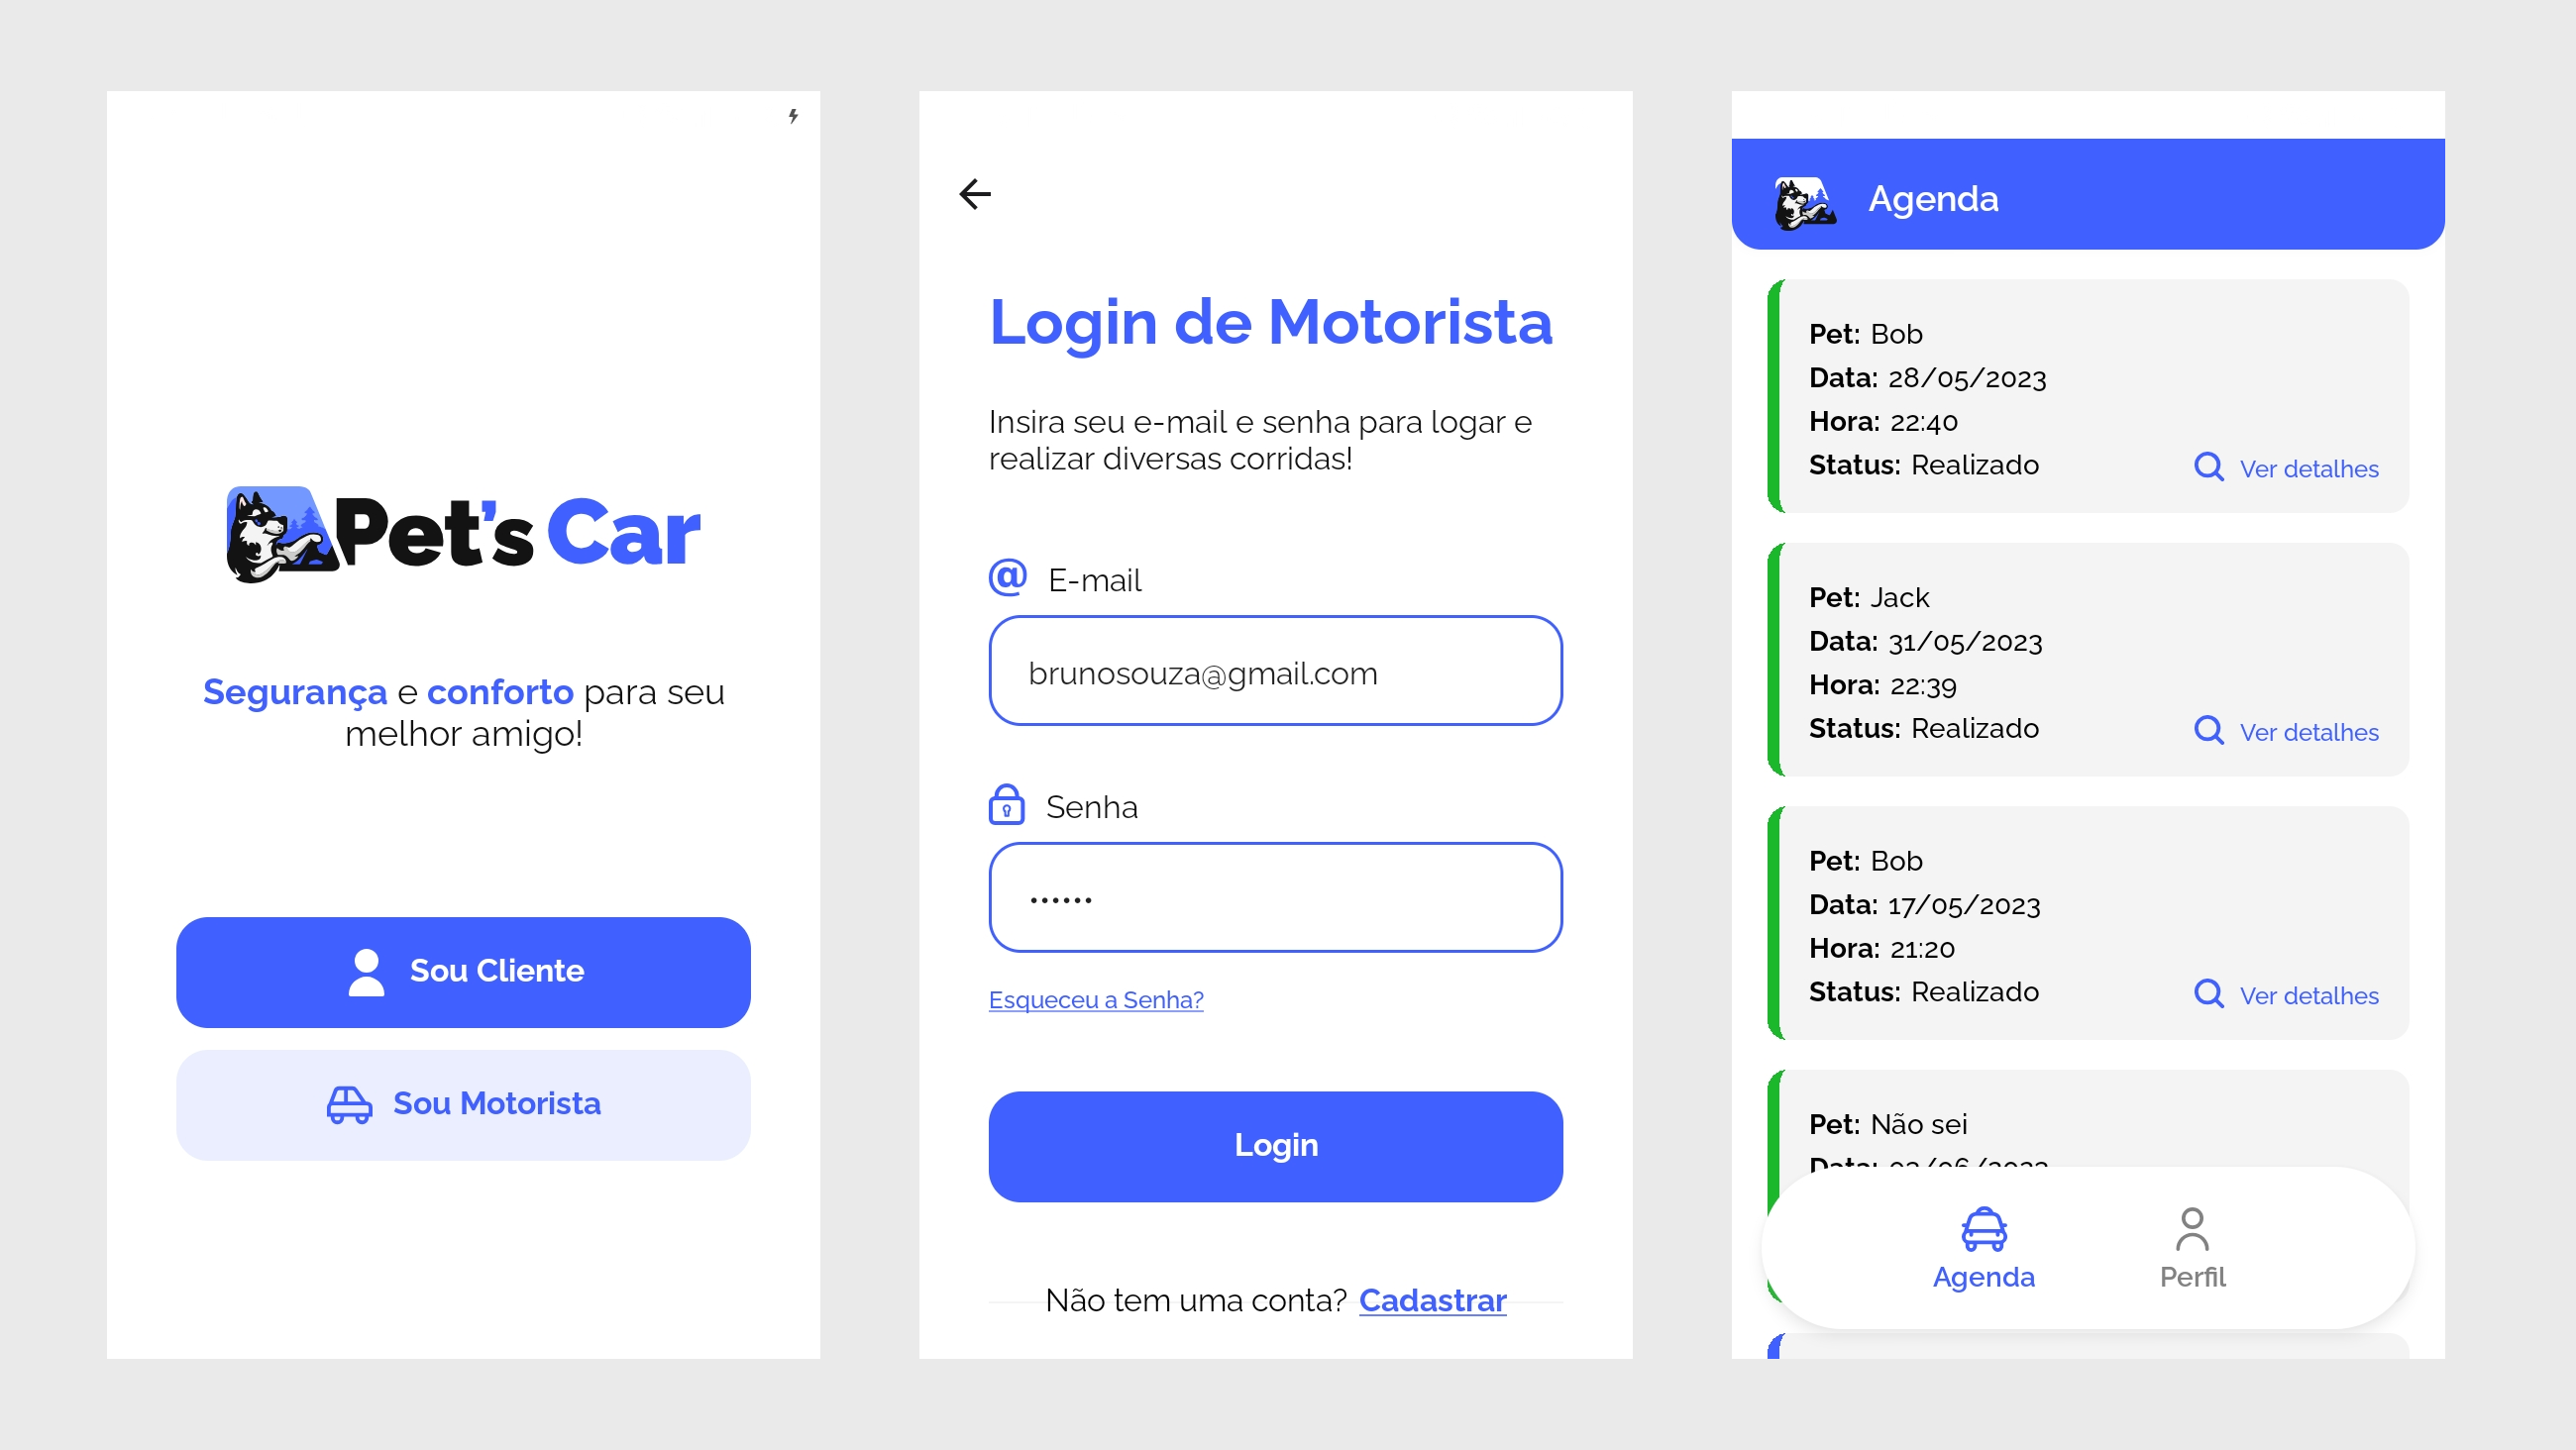 Pet's Car
Segurança e conforto para seu
melhor amigo!
Sou Cliente
Sou Motorista
Login de Motorista
Insira seu e-mail e senha para logar e
realizar diversas corridas!
@ E-mail
brunosouza@gmail.com
Senha
••••••
Esqueceu a Senha?
Login
Não tem uma conta? Cadastrar
Agenda
Pet: Bob
Data: 28/05/2023
Hora: 22:40
Status: Realizado
Ver detalhes
Pet: Jack
Data: 31/05/2023
Hora: 22:39
Status: Realizado
Ver detalhes
Pet: Bob
Data: 17/05/2023
Hora: 21:20
Status: Realizado
Ver detalhes
Pet: Não sei
Data:
Agenda
Perfil